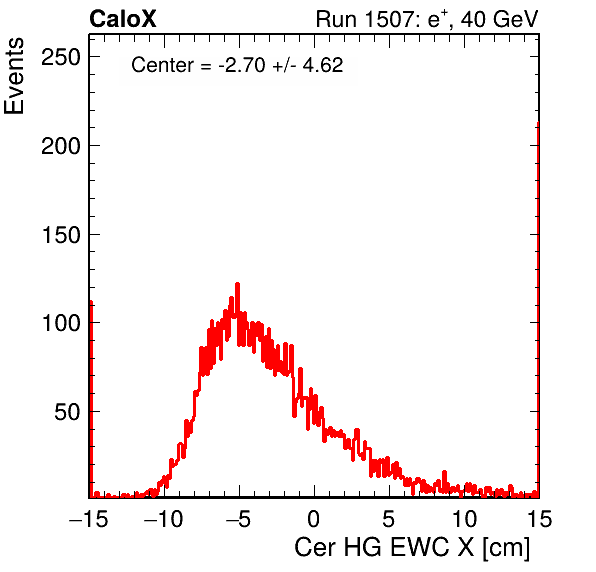 CaloX Run 1507: e⁺, 40 GeV
Center = -2.70 +/- 4.62
Events
250
200
150
100
50
−15 −10 −5 0 5 10 15
Cer HG EWC X [cm]